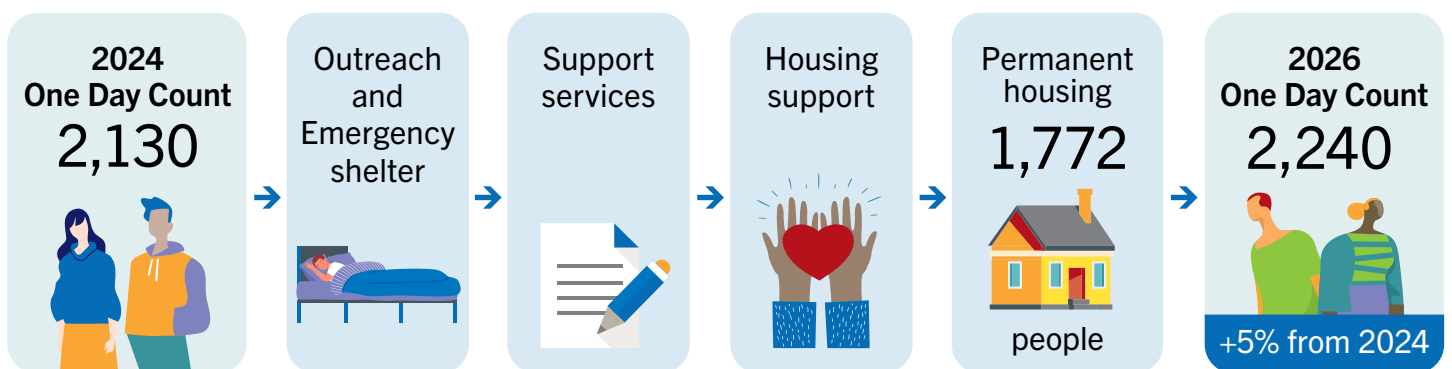 2024
One Day Count
2,130
Outreach
and
Emergency
shelter
Support
services
Housing
support
Permanent
housing
1,772
people
2026
One Day Count
2,240
+5% from 2024